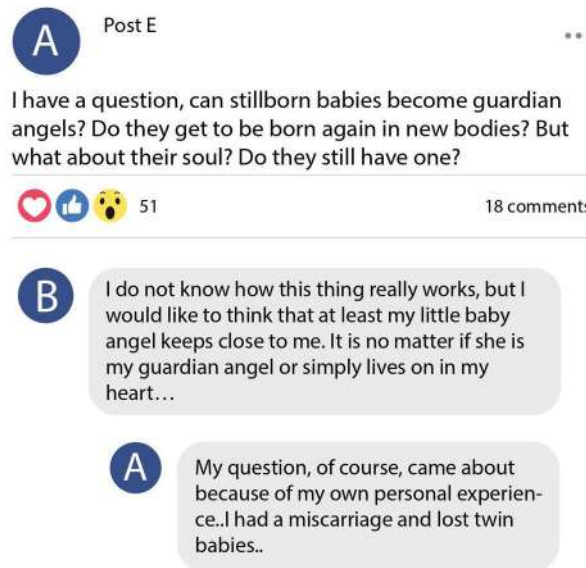 A
Post E
I have a question, can stillborn babies become guardian
angels? Do they get to be born again in new bodies? But
what about their soul? Do they still have one?
51
18 comments
B
I do not know how this thing really works, but I
would like to think that at least my little baby
angel keeps close to me. It is no matter if she is
my guardian angel or simply lives on in my
heart...
A
My question, of course, came about
because of my own personal experien-
ce..I had a miscarriage and lost twin
babies..